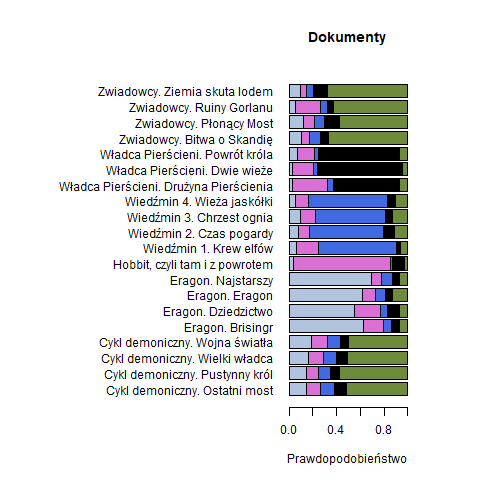 Dokumenty
Zwiadowcy. Ziemia skuta lodem
Zwiadowcy. Ruiny Gorlanu
Zwiadowcy. Płonący Most
Zwiadowcy. Bitwa o Skandię
Władca Pierścieni. Powrót króla
Władca Pierścieni. Dwie wieże
Władca Pierścieni. Drużyna Pierścienia
Wiedźmin 4. Wieża jaskółki
Wiedźmin 3. Chrzest ognia
Wiedźmin 2. Czas pogardy
Wiedźmin 1. Krew elfów
Hobbit, czyli tam i z powrotem
Eragon. Najstarszy
Eragon. Eragon
Eragon. Dziedzictwo
Eragon. Brisingr
Cykl demoniczny. Wojna światła
Cykl demoniczny. Wielki władca
Cykl demoniczny. Pustynny król
Cykl demoniczny. Ostatni most
0.0 0.4 0.8
Prawdopodobieństwo